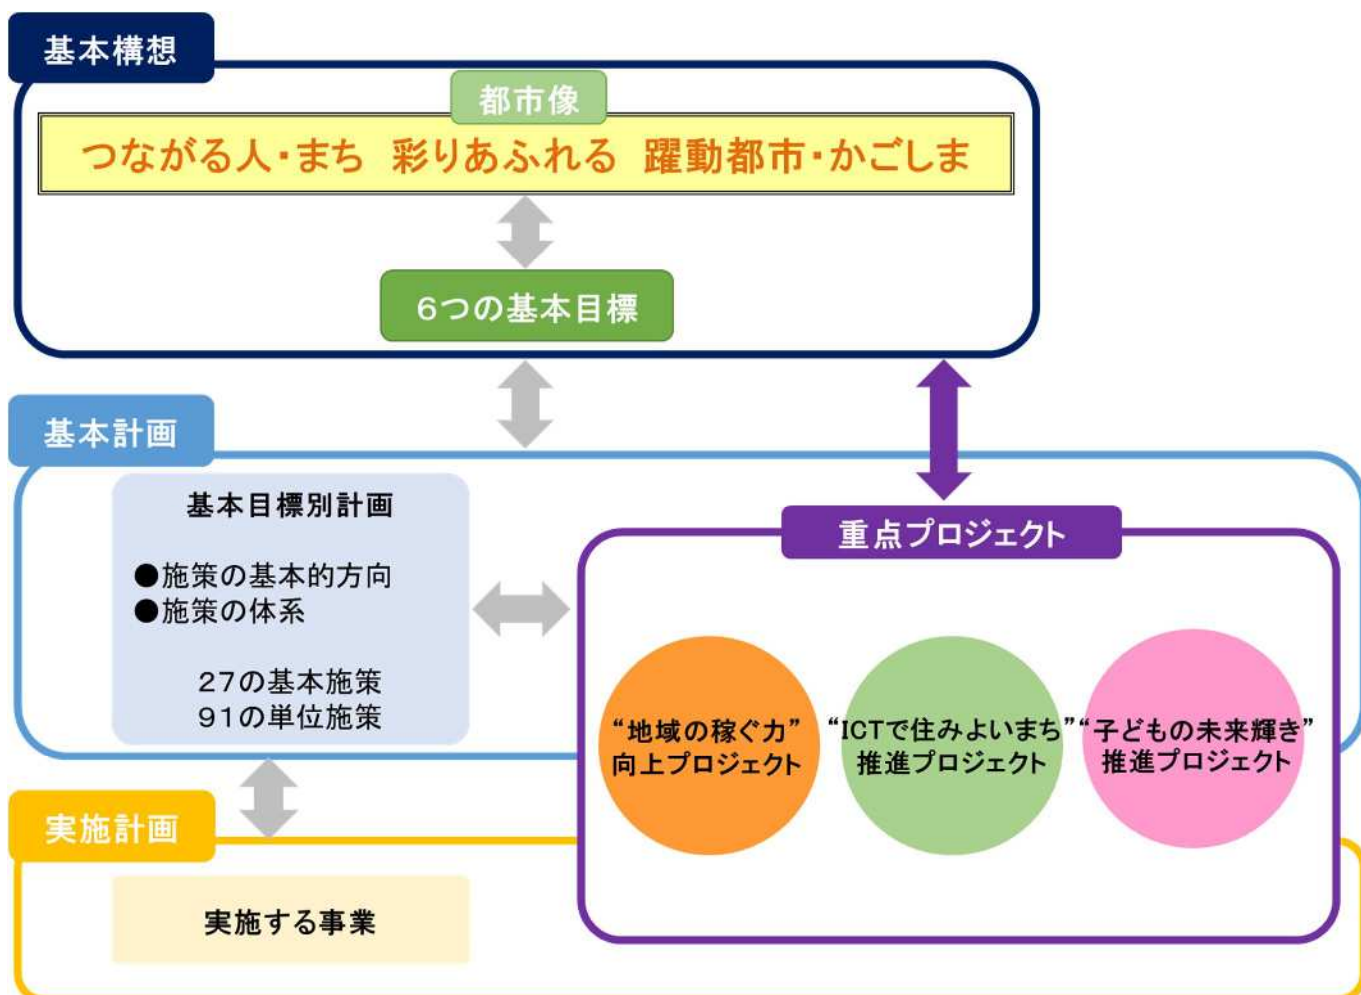 基本構想
都市像
つながる人・まち 彩りあふれる 躍動都市・かごしま
６つの基本目標
基本計画
基本目標別計画
●施策の基本的方向
●施策の体系
２７の基本施策
９１の単位施策
重点プロジェクト
“地域の稼ぐ力”
向上プロジェクト
“ICTで住みよいまち”
推進プロジェクト
“子どもの未来輝き”
推進プロジェクト
実施計画
実施する事業